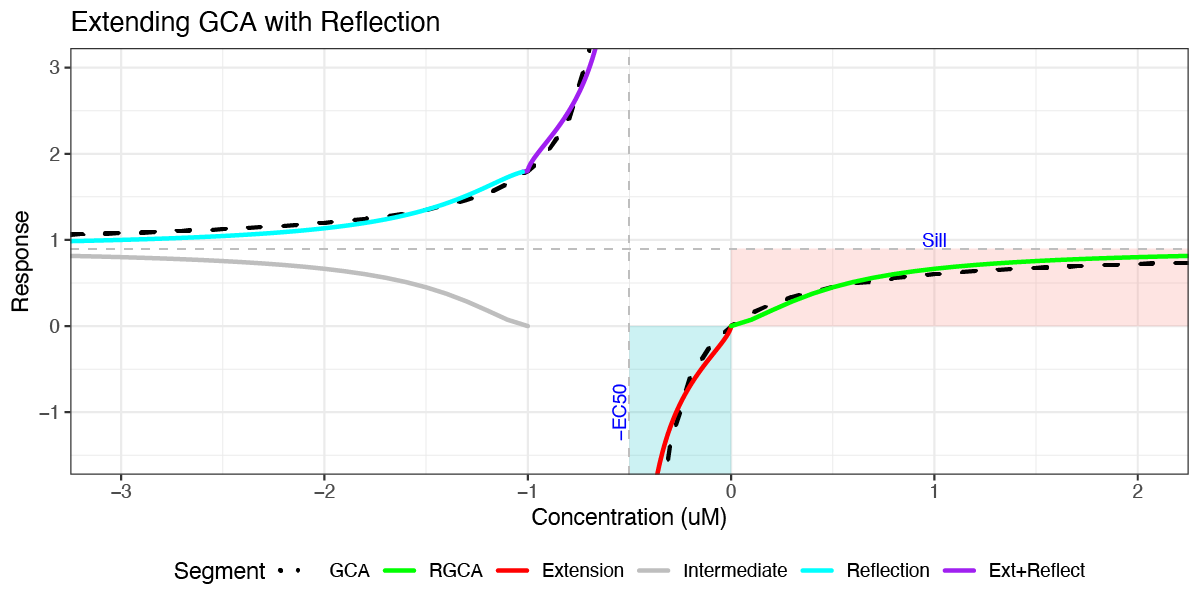 Extending GCA with Reflection
Response
3
2
1
0
−1
Sill
−EC50
−3
−2
−1
0
1
2
Concentration (uM)
Segment GCA RGCA Extension Intermediate Reflection Ext+Reflect